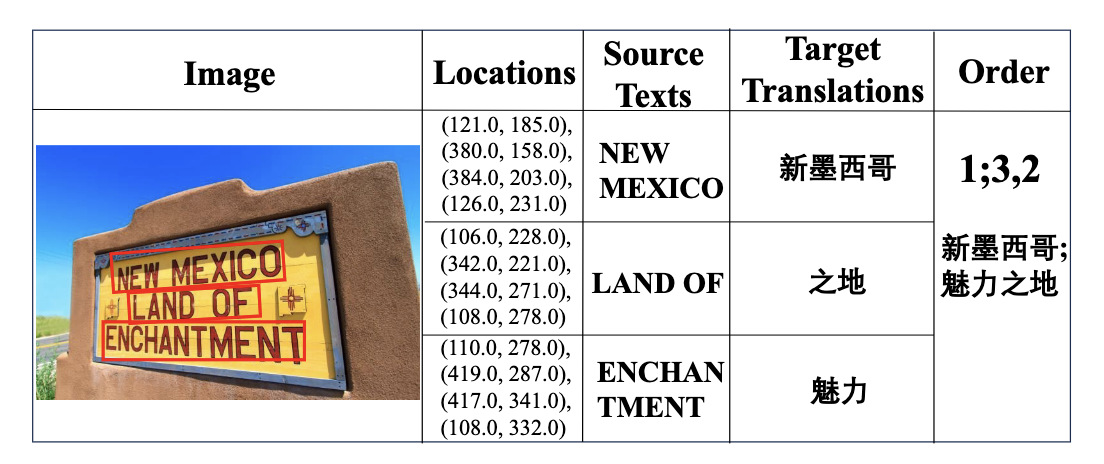 Image
Locations
Source Texts
Target Translations
Order
NEW MEXICO
LAND OF
ENCHANTMENT
(121.0, 185.0),
(380.0, 158.0),
(384.0, 203.0),
(126.0, 231.0)
NEW
MEXICO
新墨西哥
1;3,2
新墨西哥;
魅力之地
(106.0, 228.0),
(342.0, 221.0),
(344.0, 271.0),
(108.0, 278.0)
LAND OF
之地
(110.0, 278.0),
(419.0, 287.0),
(417.0, 341.0),
(108.0, 332.0)
ENCHAN
TMENT
魅力